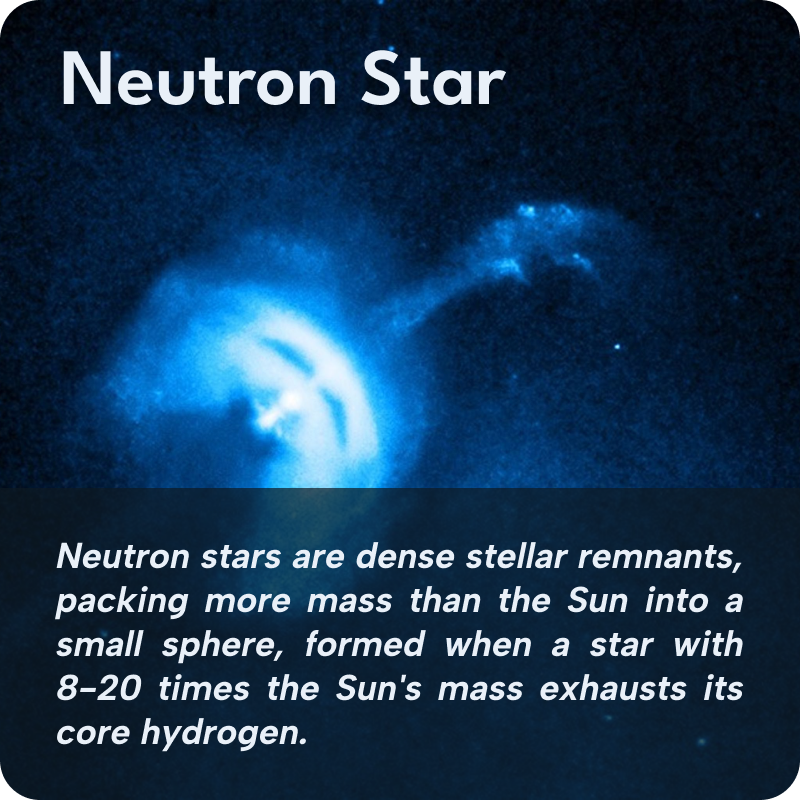 Neutron Star
Neutron stars are dense stellar remnants,
packing more mass than the Sun into a
small sphere, formed when a star with
8–20 times the Sun's mass exhausts its
core hydrogen.